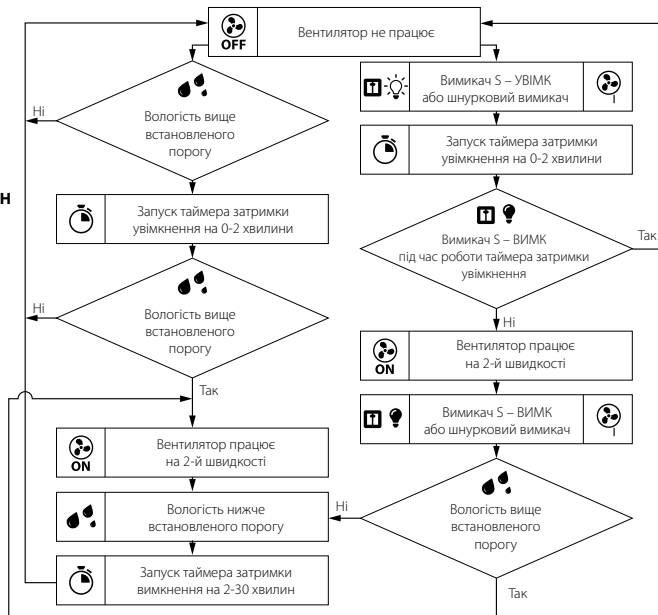 OFF
Вентилятор не працює
Ні
Вологість вище
встановленого
порогу
Н
Запуск таймера затримки
увімкнення на 0-2 хвилини
Ні
Вологість вище
встановленого
порогу
Так
ON
Вентилятор працює
на 2-й швидкості
Вологість нижче
встановленого порогу
Запуск таймера затримки
вимкнення на 2-30 хвилин
Вимикач S – УВІМК
або шнурковий вимикач
Запуск таймера затримки
увімкнення на 0-2 хвилини
Вимикач S – ВИМК
під час роботи таймера затримки
увімкнення
Так
Ні
ON
Вентилятор працює
на 2-й швидкості
Вимикач S – ВИМК
або шнурковий вимикач
Ні
Вологість вище
встановленого
порогу
Так